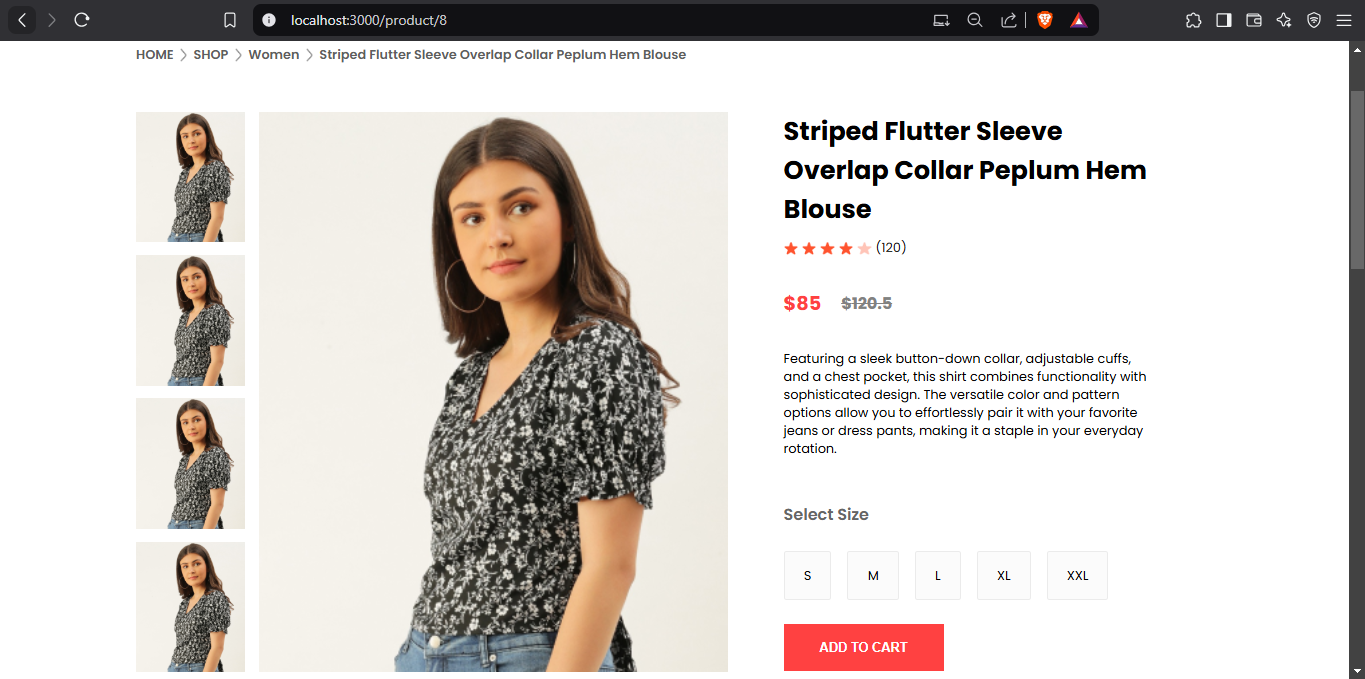 localhost:3000/product/8
HOME > SHOP > Women > Striped Flutter Sleeve Overlap Collar Peplum Hem Blouse
Striped Flutter Sleeve
Overlap Collar Peplum Hem
Blouse
(120)
$85 $120.5
Featuring a sleek button-down collar, adjustable cuffs,
and a chest pocket, this shirt combines functionality with
sophisticated design. The versatile color and pattern
options allow you to effortlessly pair it with your favorite
jeans or dress pants, making it a staple in your everyday
rotation.
Select Size
S M L XL XXL
ADD TO CART